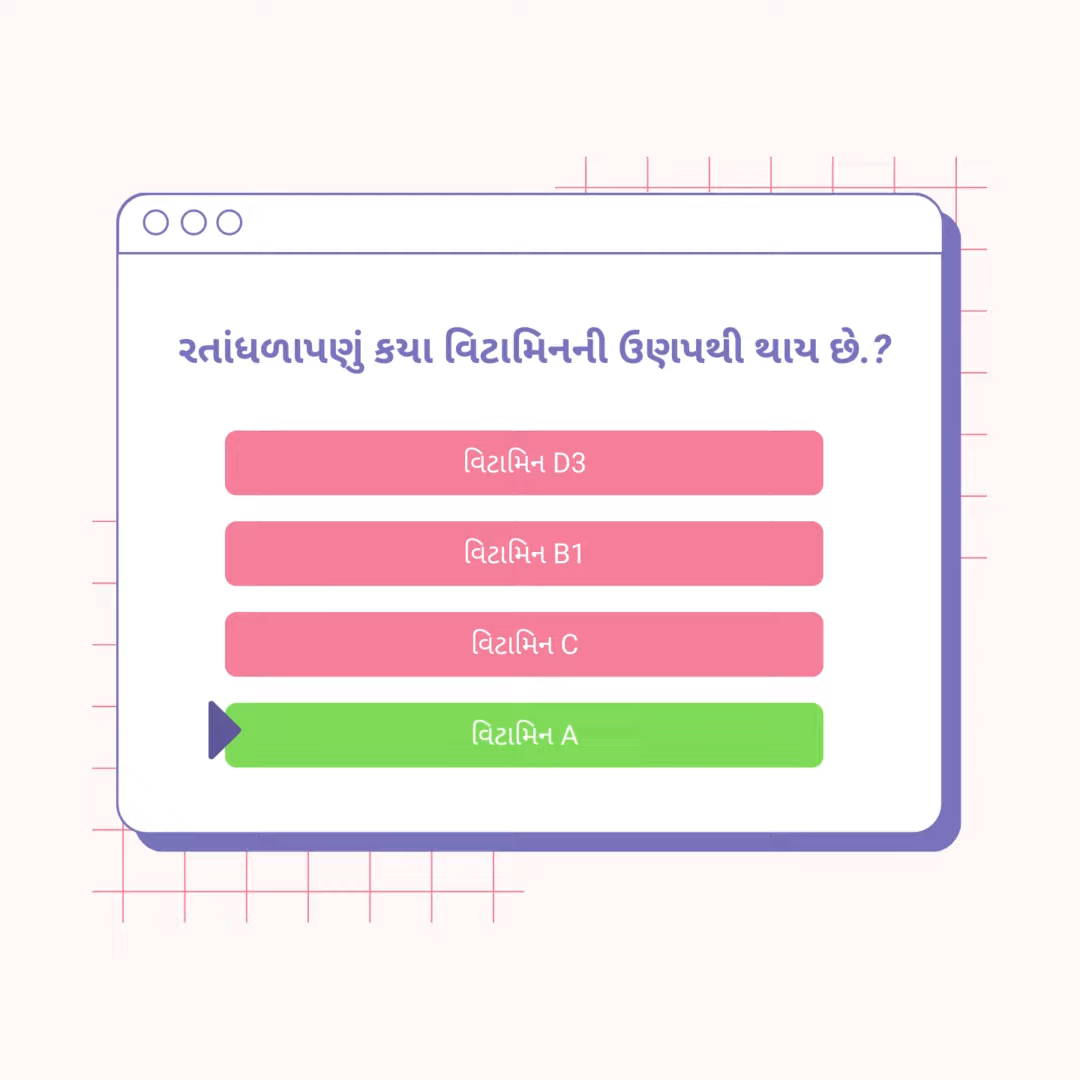 રતાંધળાપણું કયા વિટામિનની ઉણપથી થાય છે.?
વિટામિન D3
વિટામિન B1
વિટામિન C
વિટામિન A